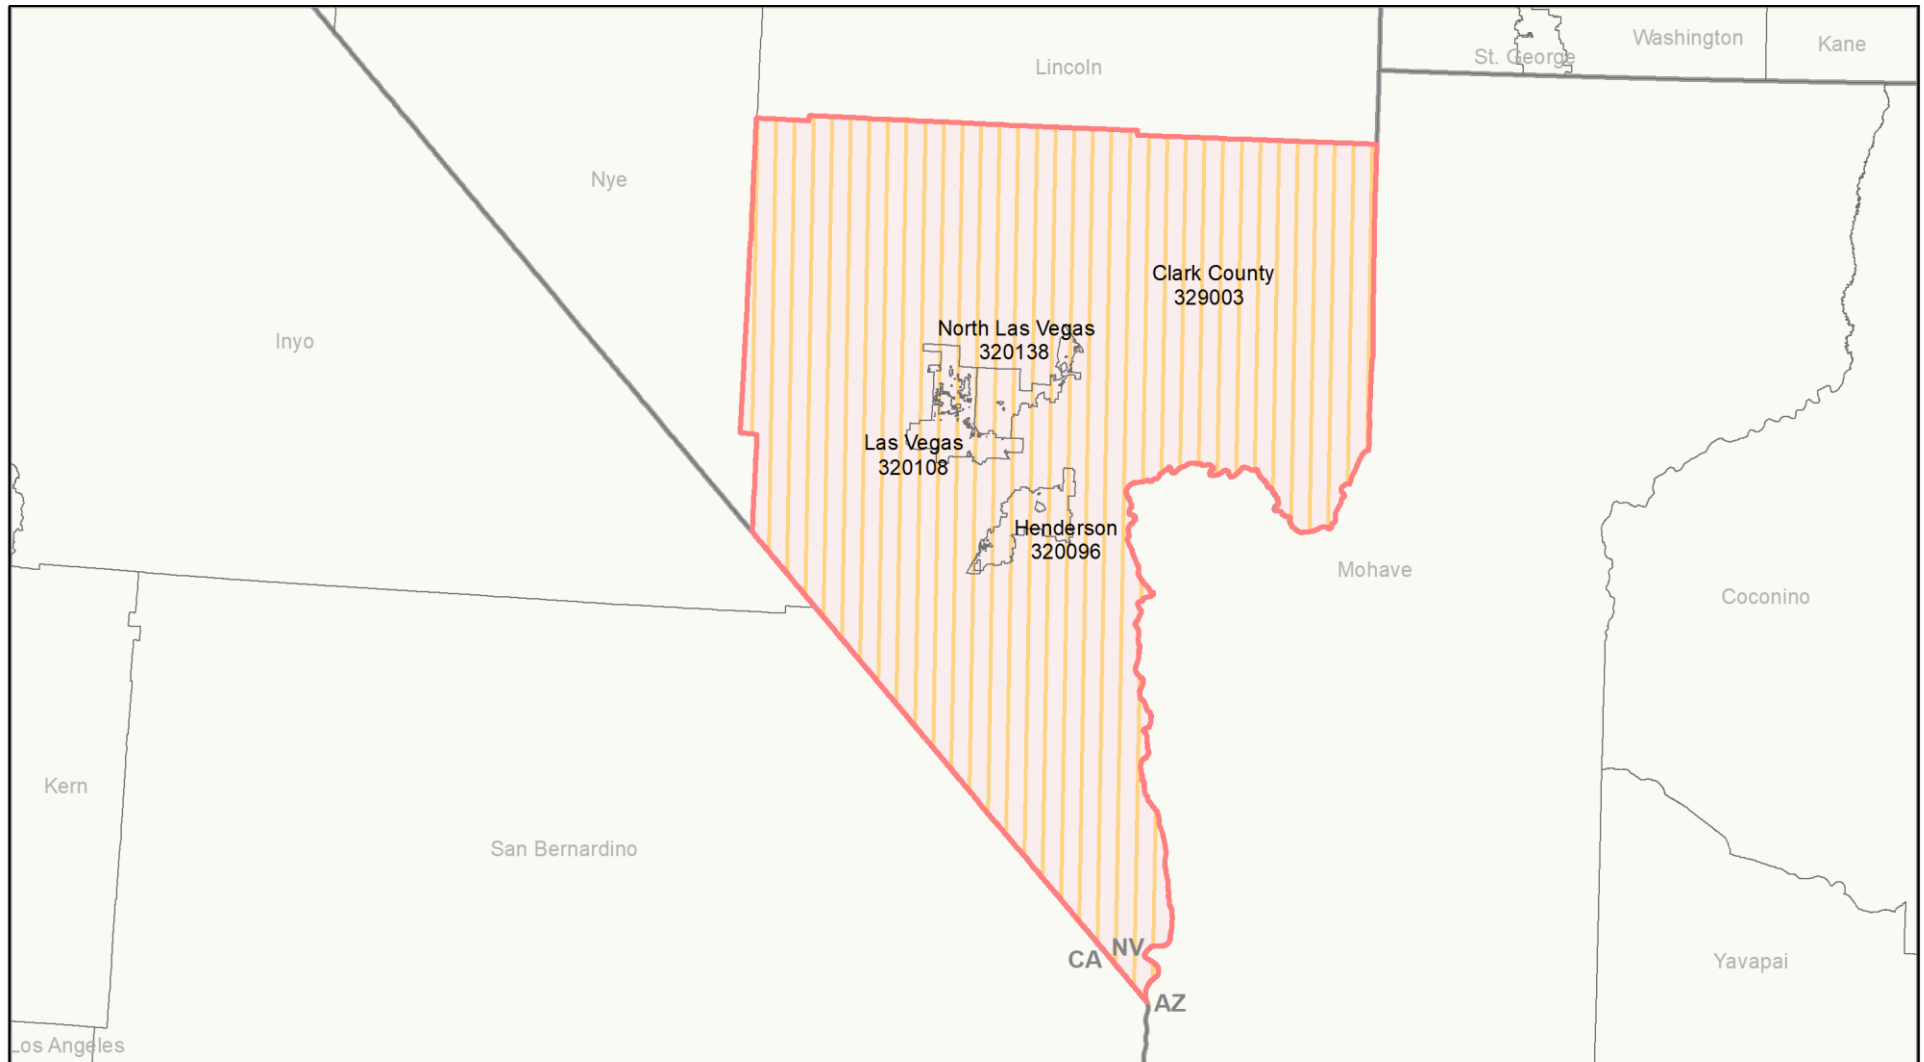 Washington
Kane
St. George
Lincoln
Nye
Clark County
329003
North Las Vegas
320138
Inyo
Las Vegas
320108
Henderson
320096
Mohave
Coconino
Kern
San Bernardino
NV
CA
Yavapai
AZ
Los Angeles